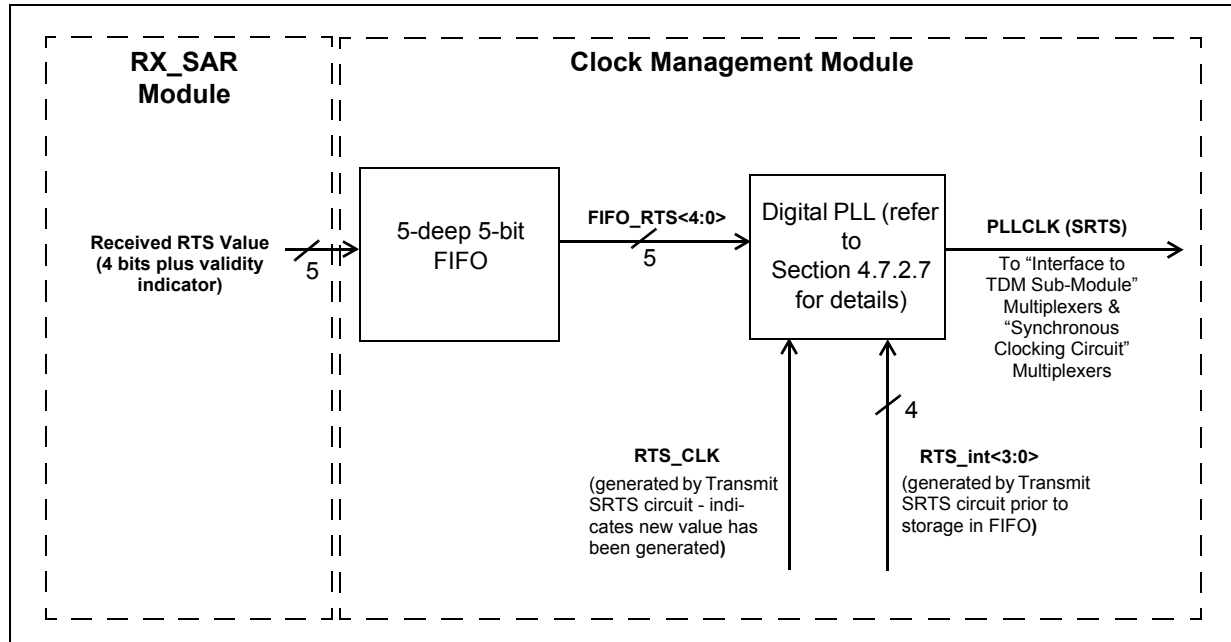 RX_SAR
Module
Clock Management Module
Received RTS Value
(4 bits plus validity
indicator)
5
5-deep 5-bit
FIFO
FIFO_RTS<4:0>
5
Digital PLL (refer
to
Section 4.7.2.7
for details)
PLLCLK (SRTS)
To “Interface to
TDM Sub-Module”
Multiplexers &
“Synchronous
Clocking Circuit”
Multiplexers
RTS_CLK
(generated by Transmit
SRTS circuit - indi-
cates new value has
been generated)
4
RTS_int<3:0>
(generated by Transmit
SRTS circuit prior to
storage in FIFO)